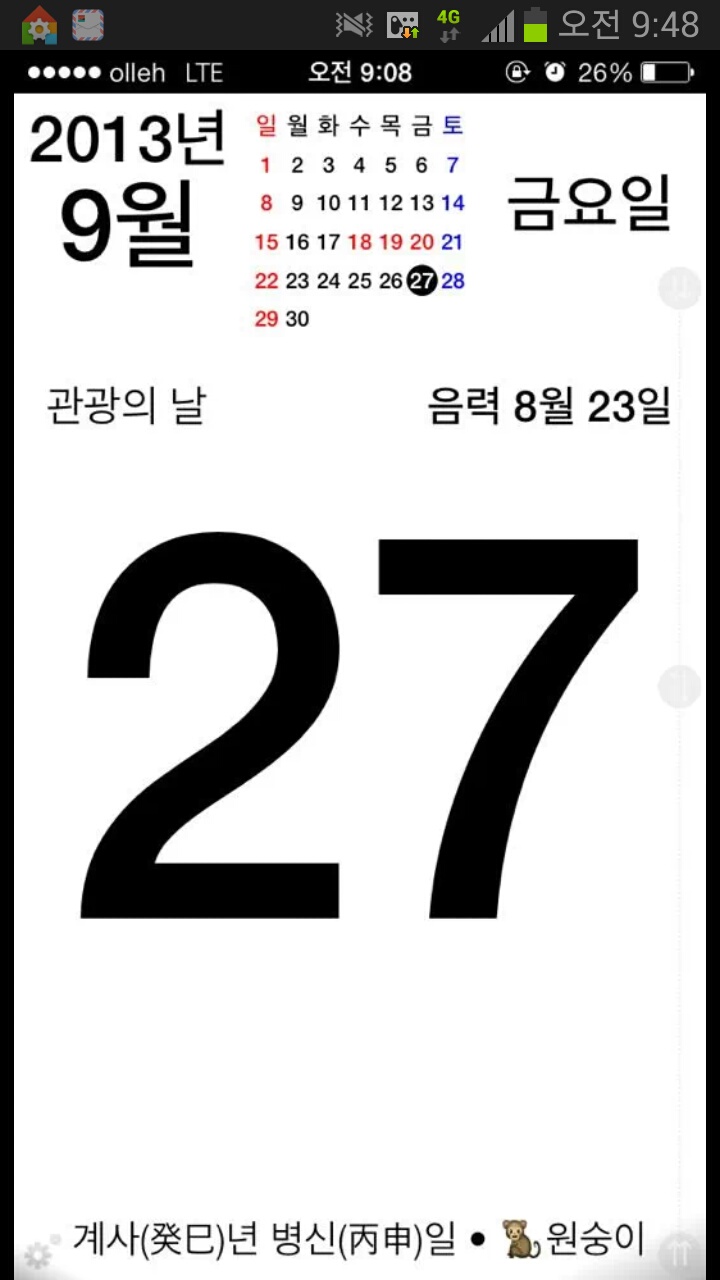 4G 오전 9:48
olleh LTE 오전 9:08 26%
2013년
9월
일 월 화 수 목 금 토
1 2 3 4 5 6 7
8 9 10 11 12 13 14
15 16 17 18 19 20 21
22 23 24 25 26 27 28
29 30
금요일
관광의 날 음력 8월 23일
27
계사(癸巳)년 병신(丙申)일 • 🐒원숭이